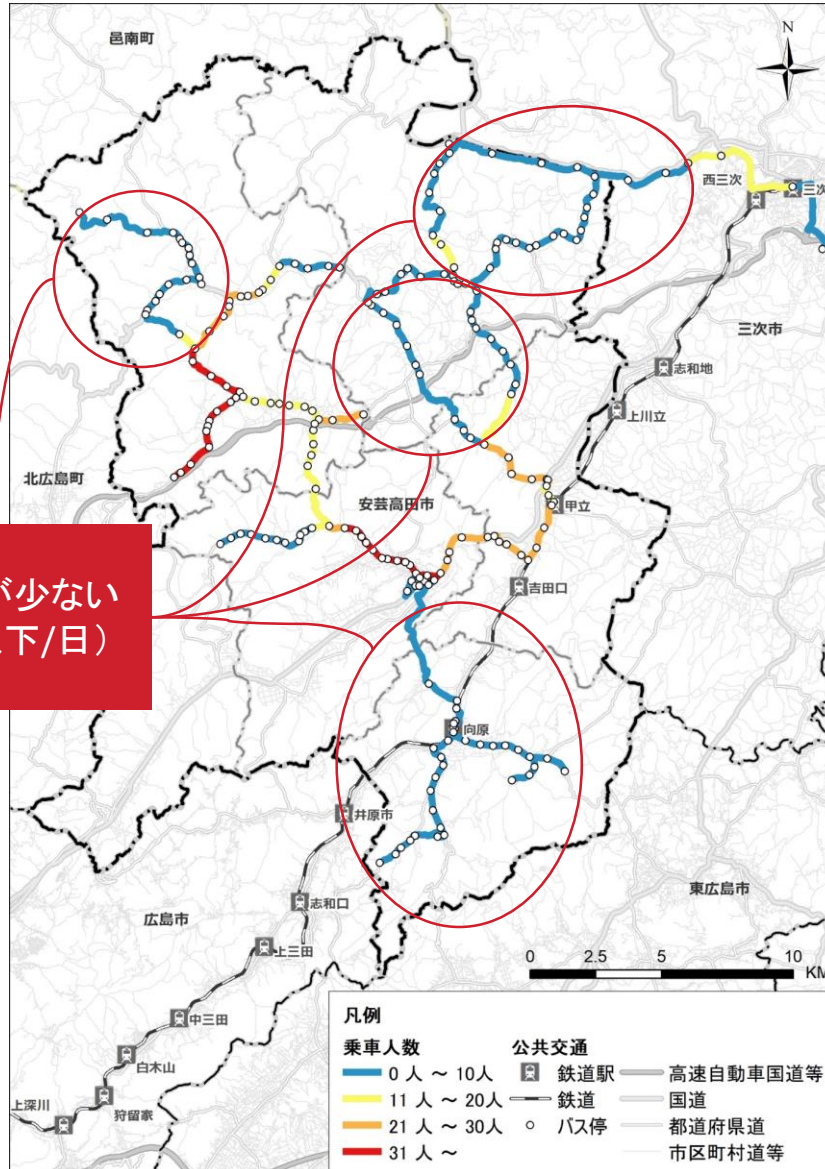 邑南町
N
西三次
三次
三次市
志和地
上川立
北広島町
安芸高田市
甲立
が少ない
下/日）
吉田口
向原
井原市
東広島市
志和口
広島市
上三田
0 2.5 5 10
KM
中三田
白木山
狩留家
上深川
凡例
乗車人数 公共交通
0 人 ～ 10人 鉄道駅 高速自動車国道等
11 人 ～ 20人 鉄道 国道
21 人 ～ 30人 バス停 都道府県道
31 人 ～ 市区町村道等